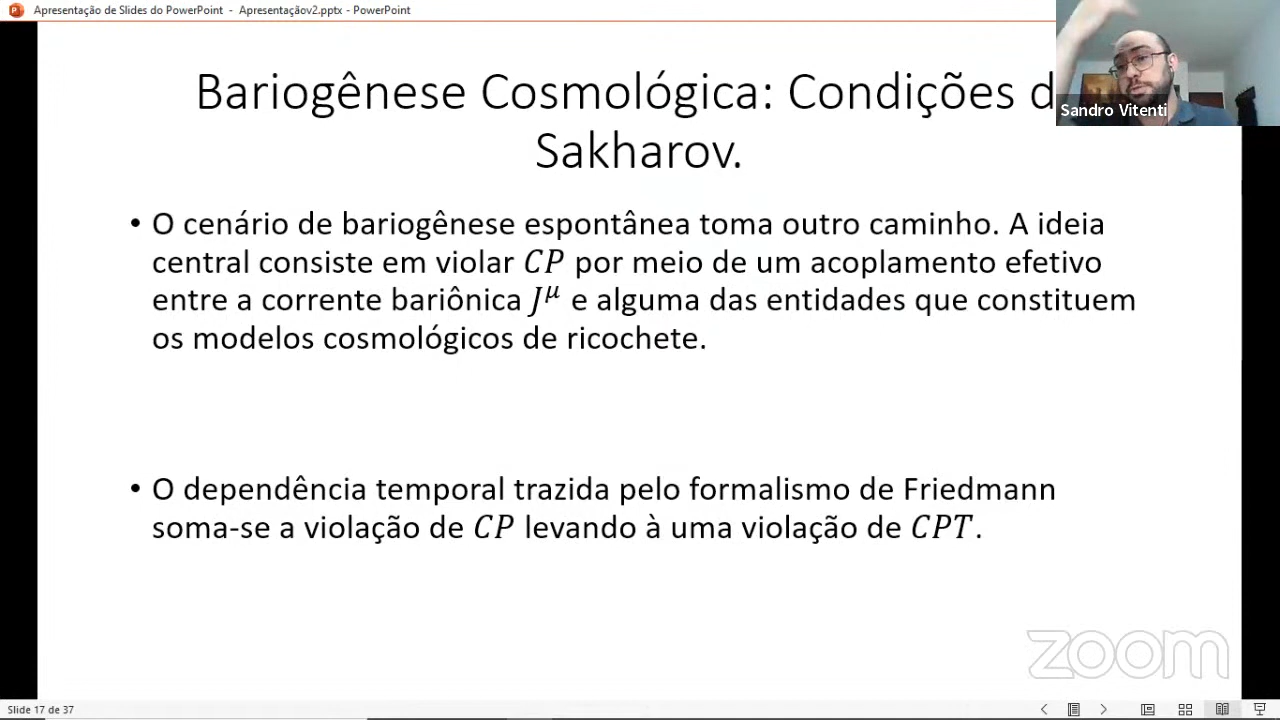 Apresentação de Slides do PowerPoint - Apresentaçãov2.pptx - PowerPoint
Bariogênese Cosmológica: Condições d
Sakharov.
Sandro Vitenti
• O cenário de bariogênese espontânea toma outro caminho. A ideia
central consiste em violar CP por meio de um acoplamento efetivo
entre a corrente bariônica J^μ e alguma das entidades que constituem
os modelos cosmológicos de ricochete.
• O dependência temporal trazida pelo formalismo de Friedmann
soma-se a violação de CP levando à uma violação de CPT.
zoom
Slide 17 de 37